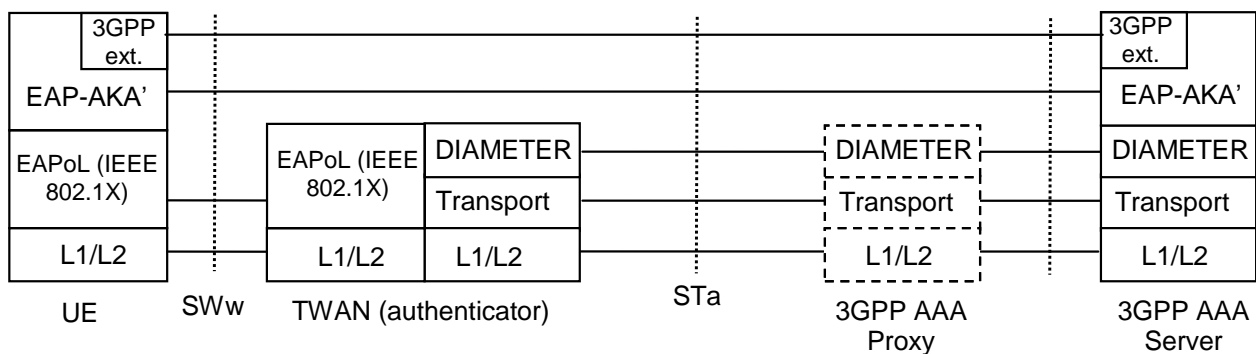 3GPP
ext.
EAP-AKA’
EAPoL (IEEE
802.1X)
L1/L2
UE
SWw
EAPoL (IEEE
802.1X)
L1/L2
DIAMETER
Transport
L1/L2
TWAN (authenticator)
STa
DIAMETER
Transport
L1/L2
3GPP AAA
Proxy
3GPP
ext.
EAP-AKA’
DIAMETER
Transport
L1/L2
3GPP AAA
Server